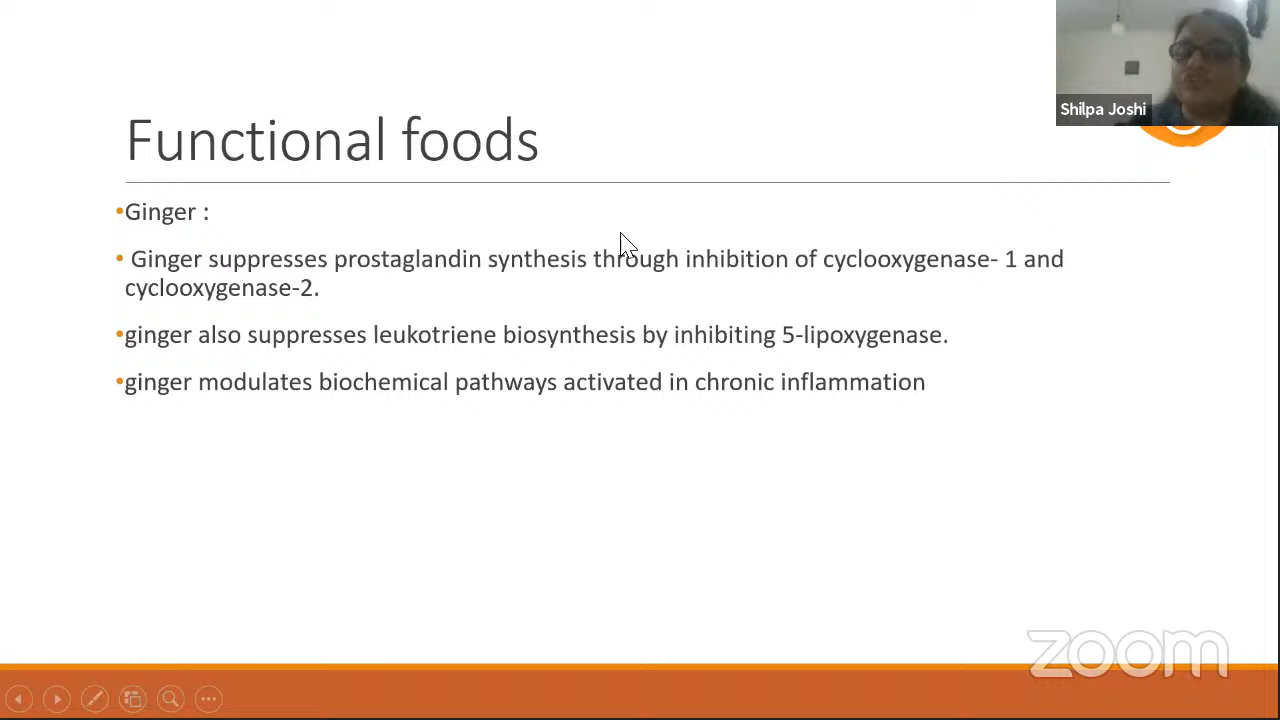 Shilpa Joshi
Functional foods
•Ginger :
• Ginger suppresses prostaglandin synthesis through inhibition of cyclooxygenase- 1 and
cyclooxygenase-2.
•ginger also suppresses leukotriene biosynthesis by inhibiting 5-lipoxygenase.
•ginger modulates biochemical pathways activated in chronic inflammation
zoom